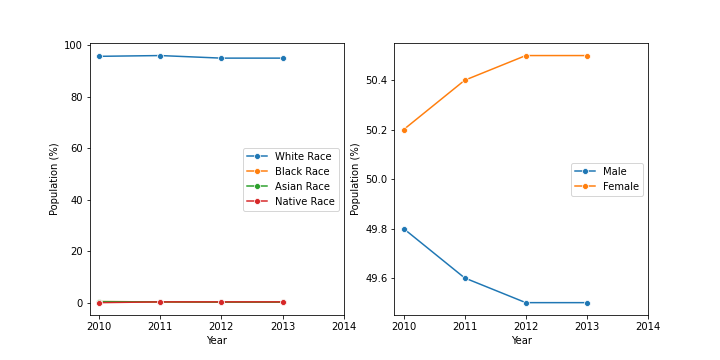 100
80
60
40
20
0
Population (%)
2010 2011 2012 2013 2014
Year
White Race
Black Race
Asian Race
Native Race
50.4
50.2
50.0
49.8
49.6
Population (%)
2010 2011 2012 2013 2014
Year
Male
Female